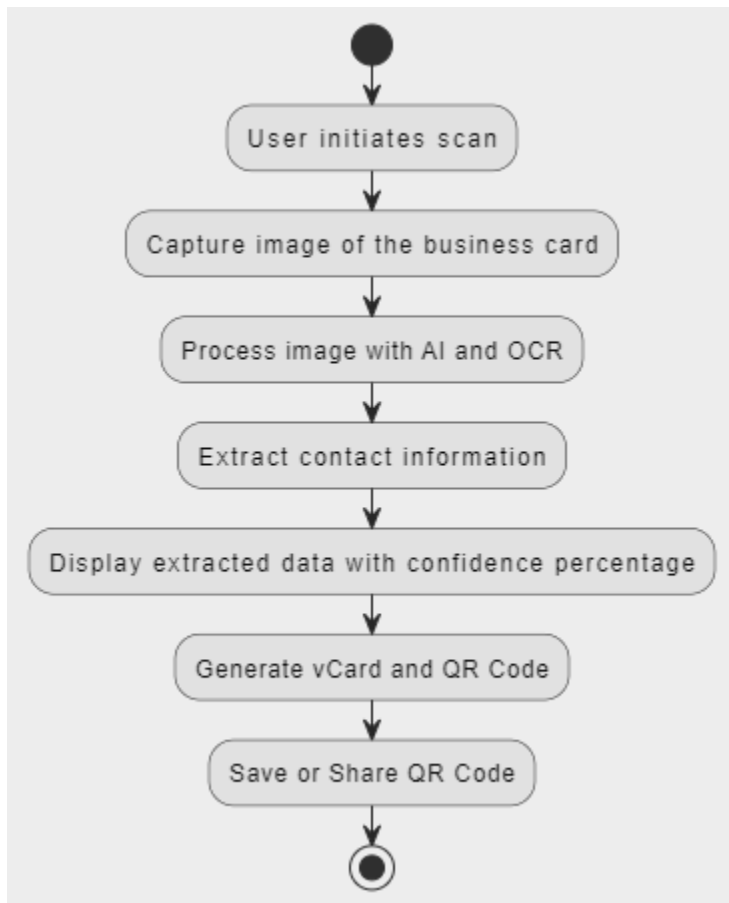 User initiates scan
Capture image of the business card
Process image with AI and OCR
Extract contact information
Display extracted data with confidence percentage
Generate vCard and QR Code
Save or Share QR Code